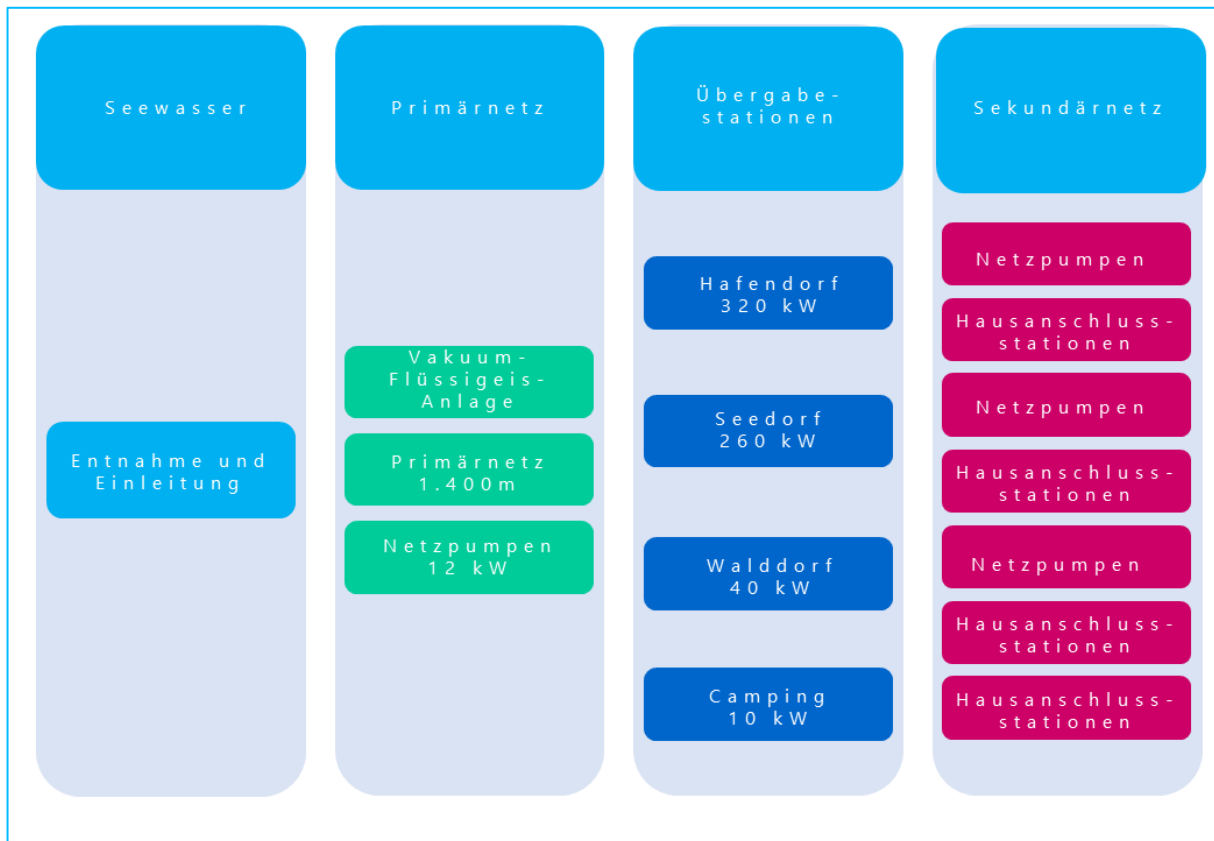 Seewasser
Entnahme und
Einleitung
Primärnetz
Vakuum-
Flüssigeis-
Anlage
Primärnetz
1.400m
Netzpumpen
12 kW
Übergabe-
stationen
Hafendorf
320 kW
Seedorf
260 kW
Walddorf
40 kW
Camping
10 kW
Sekundärnetz
Netzpumpen
Hausanschluss-
stationen
Netzpumpen
Hausanschluss-
stationen
Netzpumpen
Hausanschluss-
stationen
Hausanschluss-
stationen